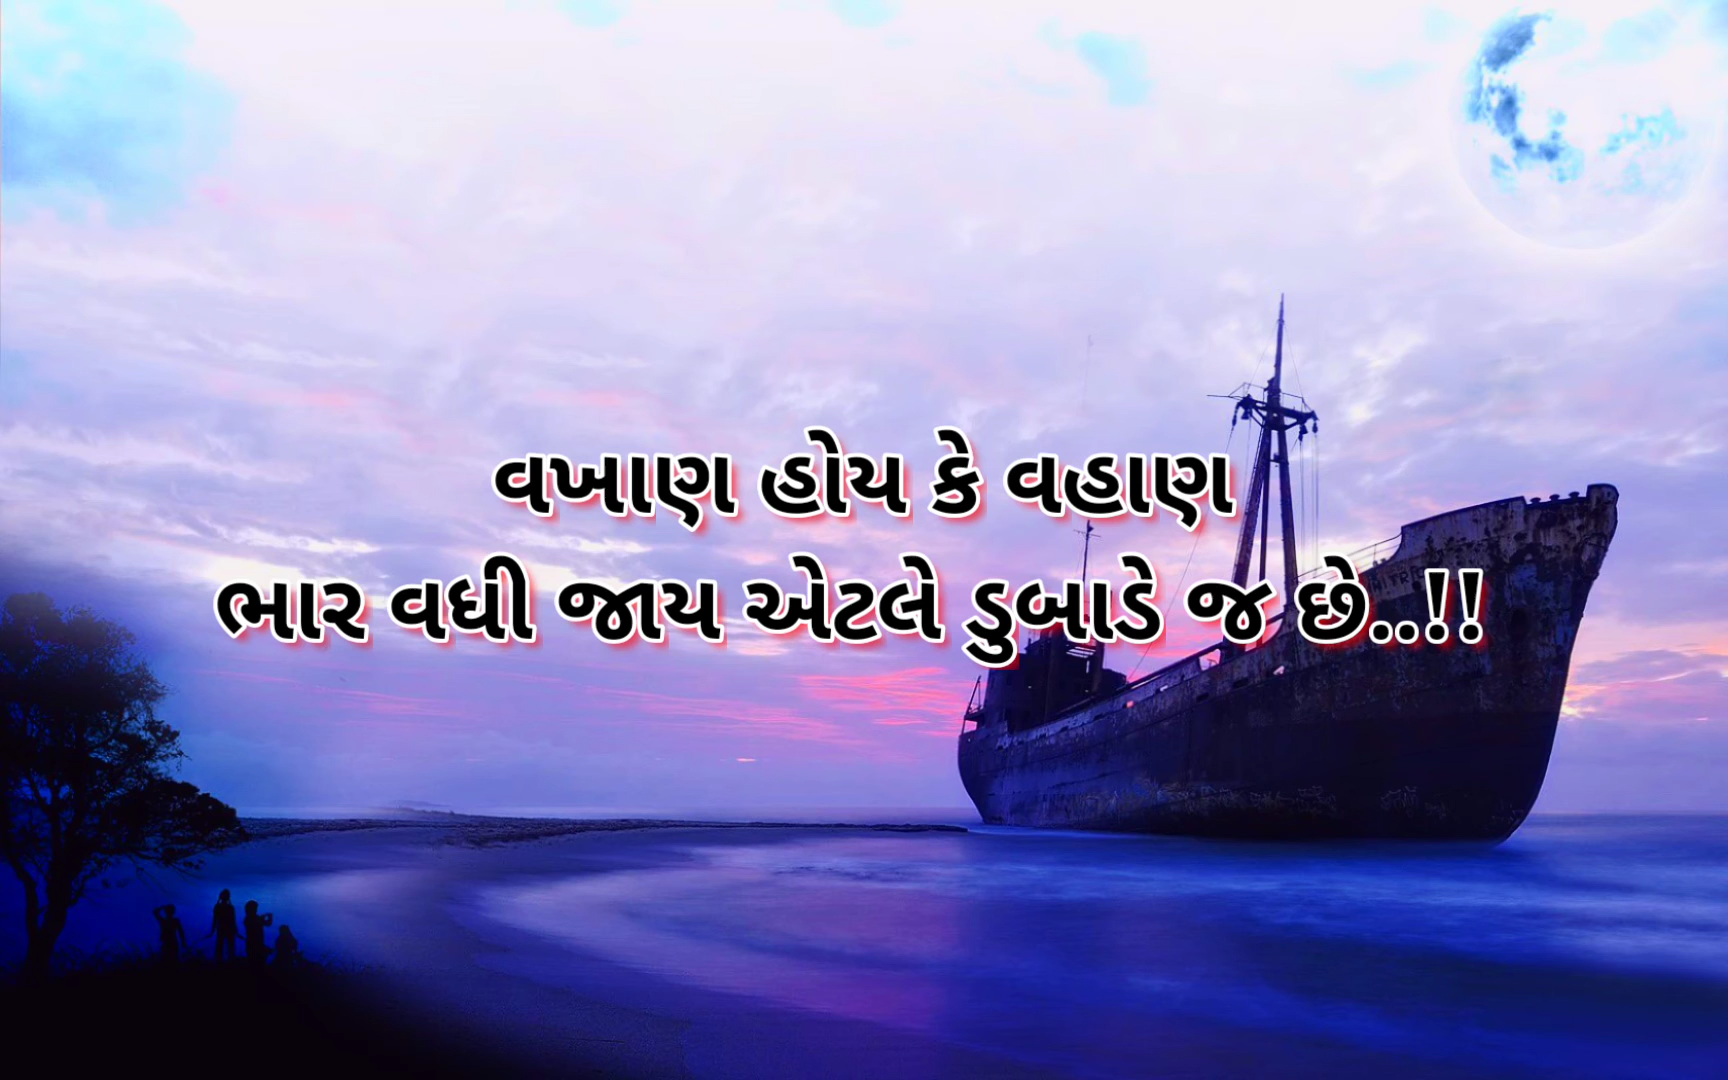 વખાણ હોય કે વહાણ
ભાર વધી જાય એટલે ડુબાડે જ છે..!!